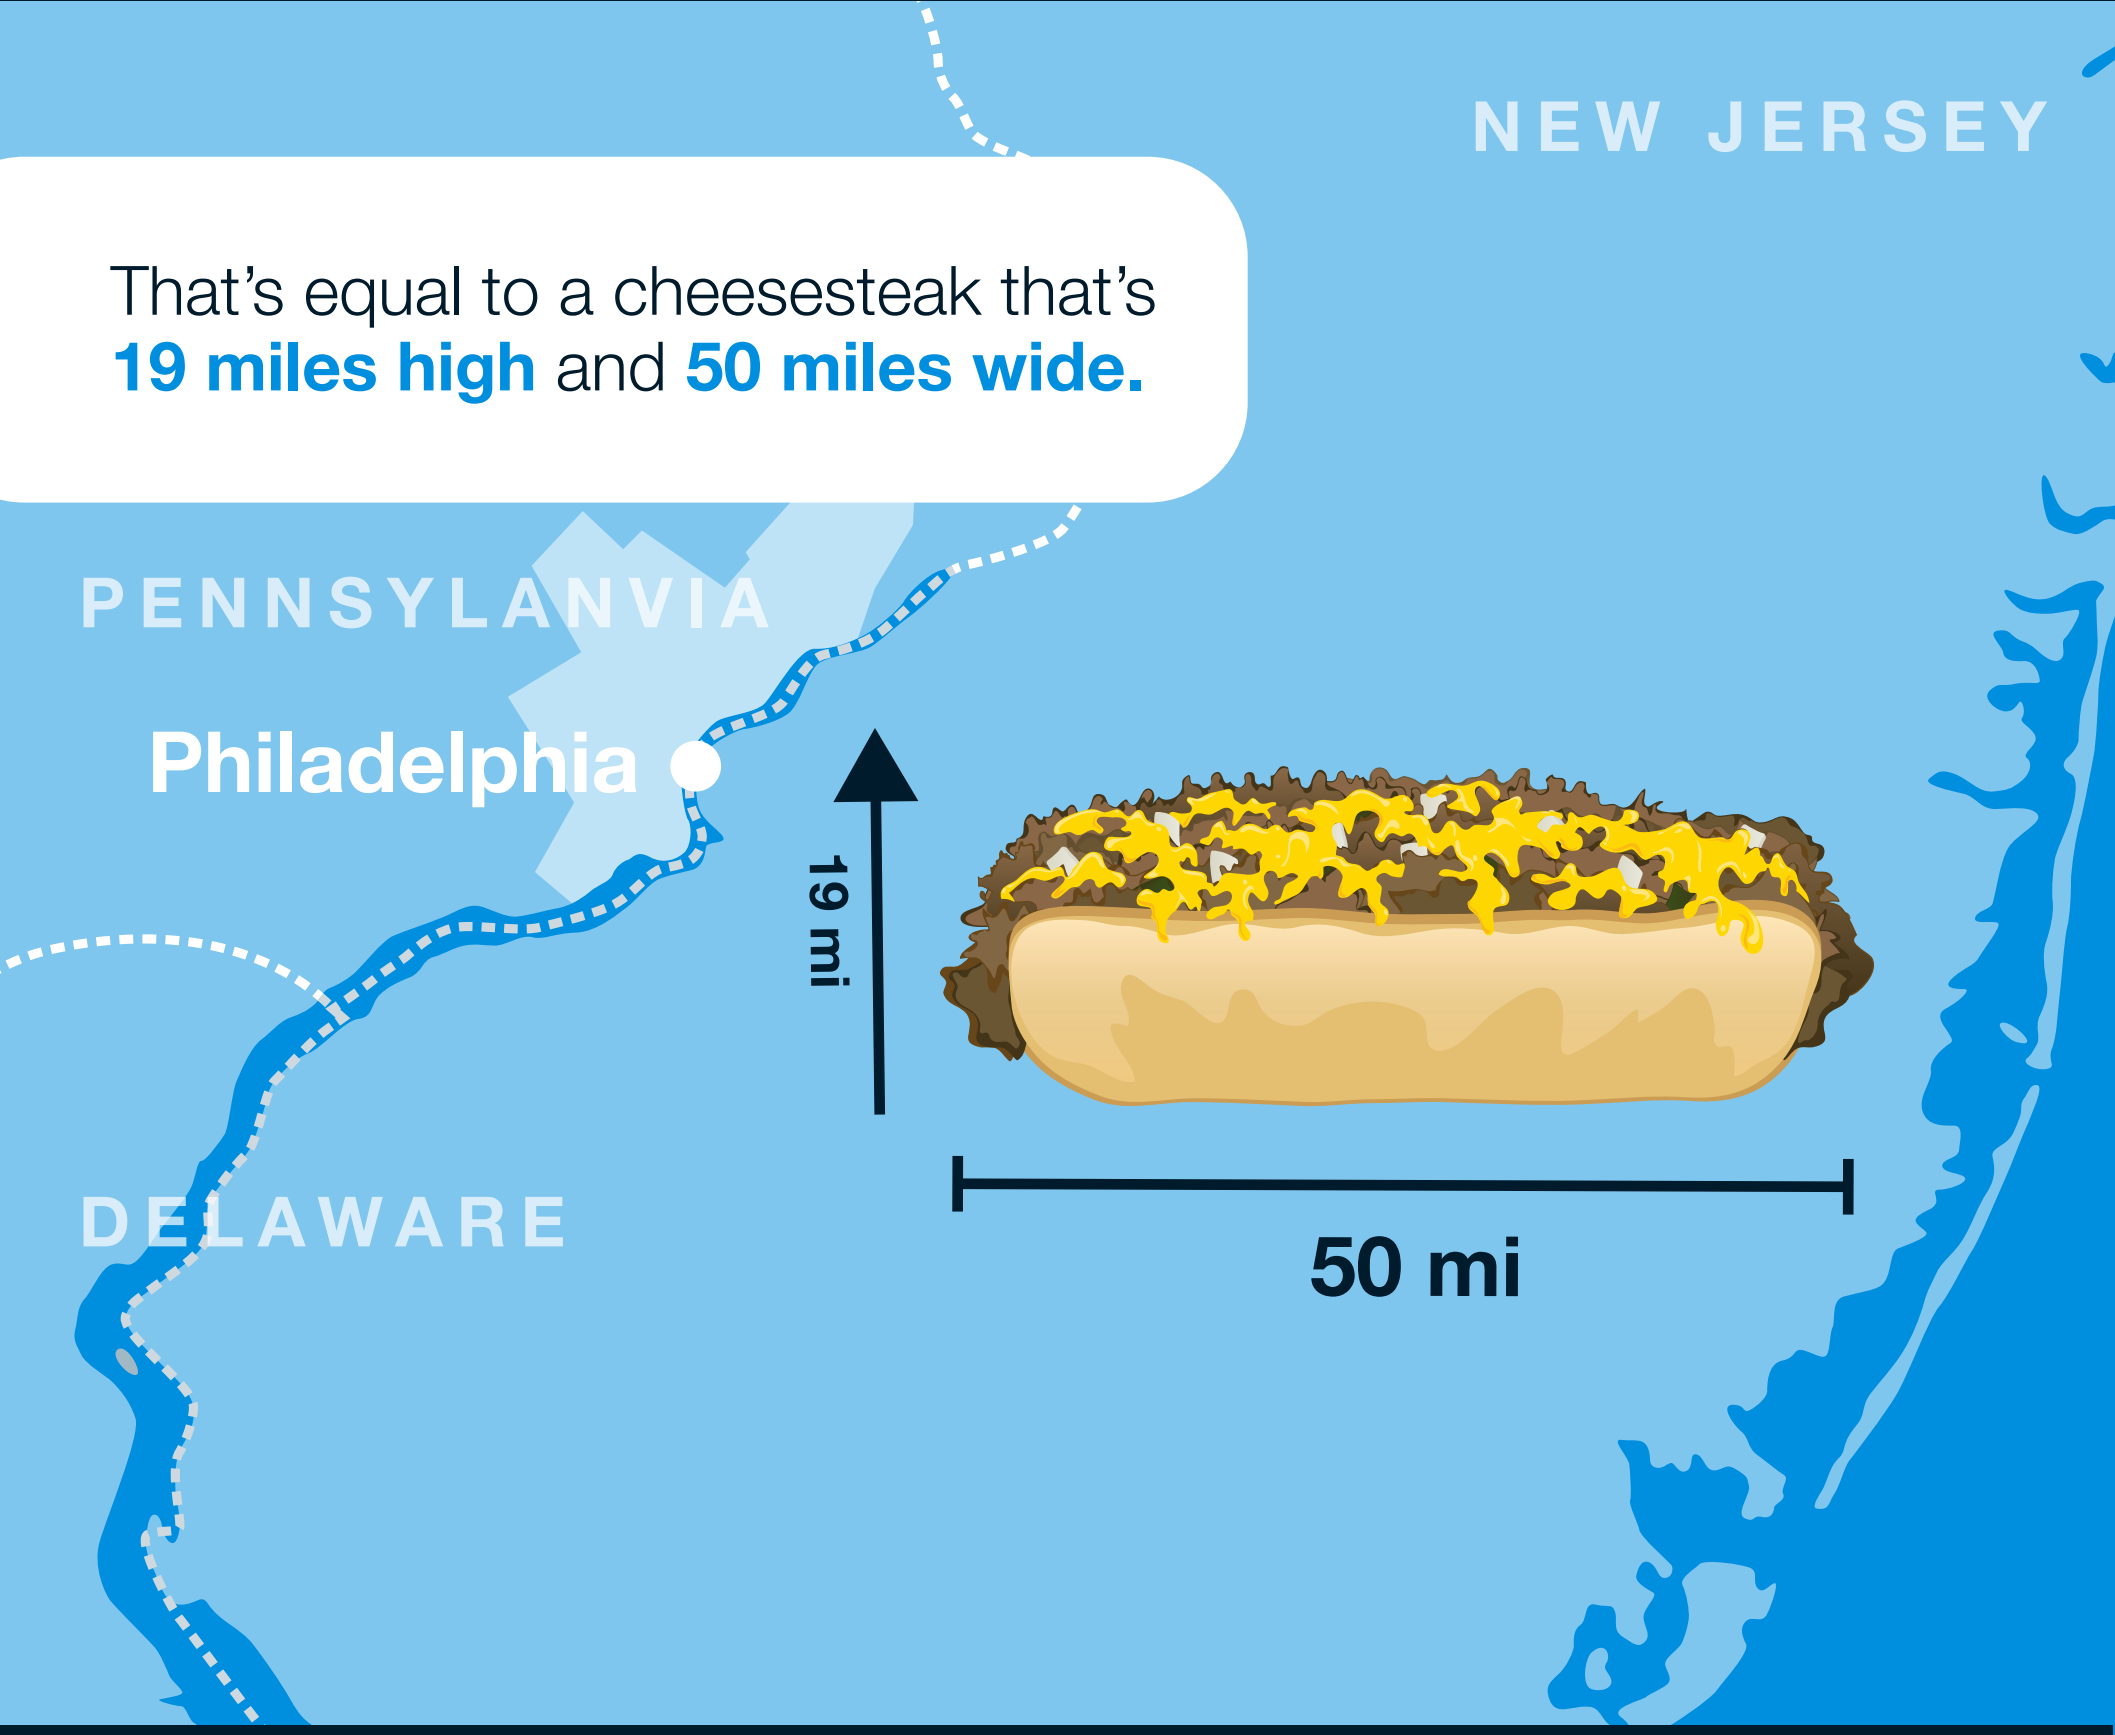 NEW JERSEY
That's equal to a cheesesteak that's
19 miles high and 50 miles wide.
PENNSYLANVIA
Philadelphia
19 mi
DELAWARE
50 mi